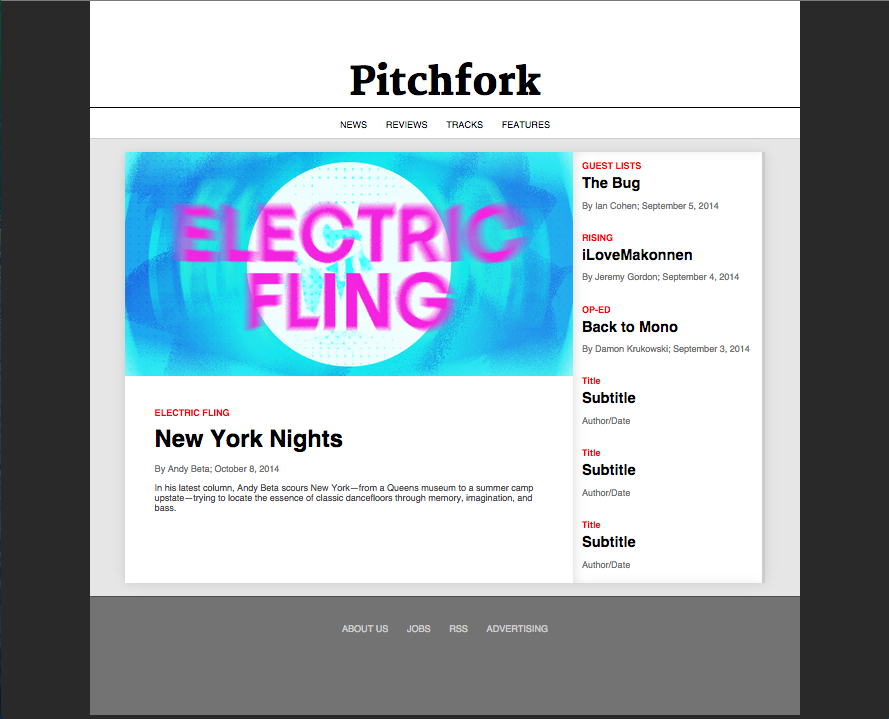 Pitchfork
NEWS REVIEWS TRACKS FEATURES
ELECTRIC
FLING
ELECTRIC FLING
New York Nights
By Andy Beta; October 8, 2014
In his latest column, Andy Beta scours New York—from a Queens museum to a summer camp
upstate—trying to locate the essence of classic dancefloors through memory, imagination, and
bass.
GUEST LISTS
The Bug
By Ian Cohen; September 5, 2014
RISING
iLoveMakonnen
By Jeremy Gordon; September 4, 2014
OP-ED
Back to Mono
By Damon Krukowski; September 3, 2014
Title
Subtitle
Author/Date
Title
Subtitle
Author/Date
Title
Subtitle
Author/Date
ABOUT US JOBS RSS ADVERTISING